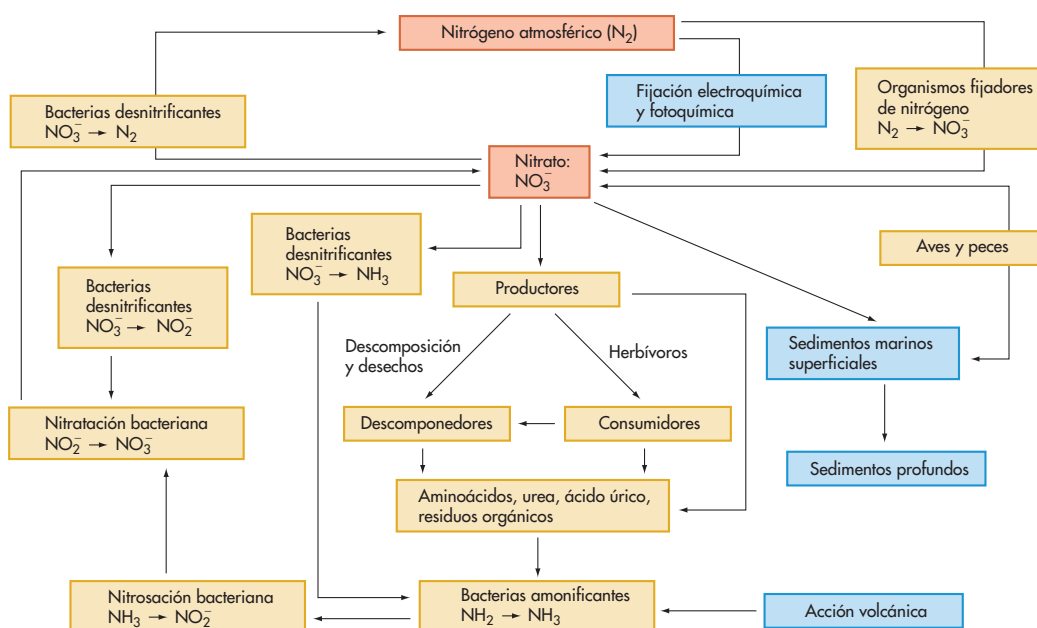 Nitrógeno atmosférico (N₂)
Fijación electroquímica
y fotoquímica
Organismos fijadores
de nitrógeno
N₂ → NO₃⁻
Bacterias desnitrificantes
NO₃⁻ → N₂
Nitrato:
NO₃⁻
Bacterias
desnitrificantes
NO₃⁻ → NH₃
Aves y peces
Bacterias
desnitrificantes
NO₃⁻ → NO₂⁻
Productores
Descomposición
y desechos
Herbívoros
Sedimentos marinos
superficiales
Nitratación bacteriana
NO₂⁻ → NO₃⁻
Descomponedores
Consumidores
Sedimentos profundos
Aminoácidos, urea, ácido úrico,
residuos orgánicos
Nitrosación bacteriana
NH₃ → NO₂⁻
Bacterias amonificantes
NH₂ → NH₃
Acción volcánica